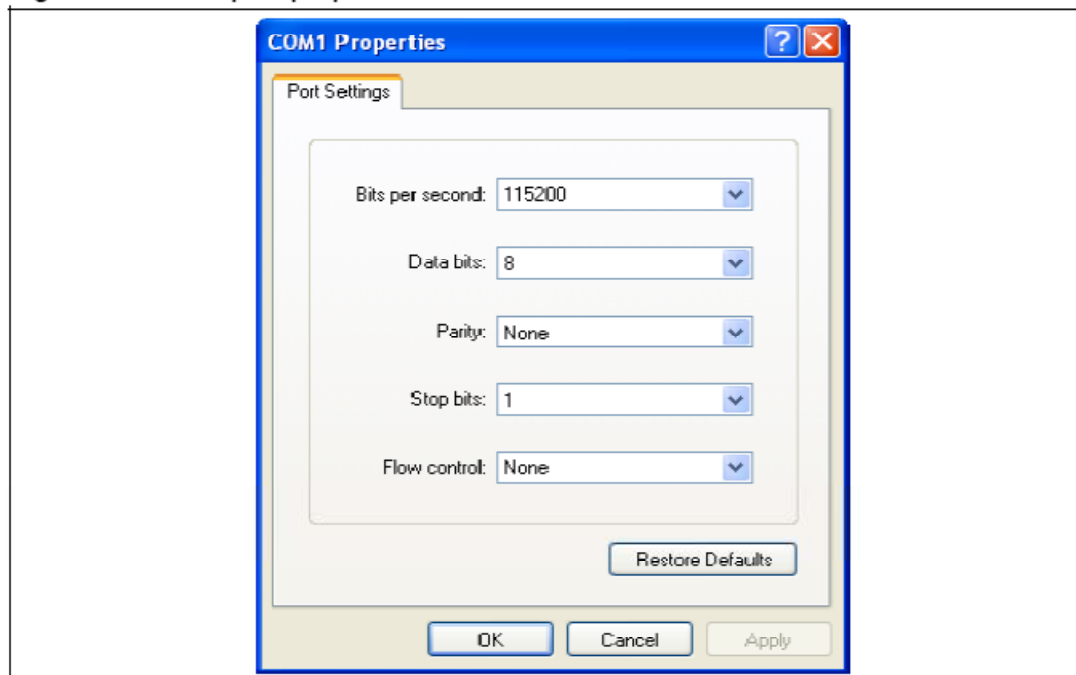 COM1 Properties
Port Settings
Bits per second: 115200
Data bits: 8
Parity: None
Stop bits: 1
Flow control: None
Restore Defaults
OK Cancel Apply